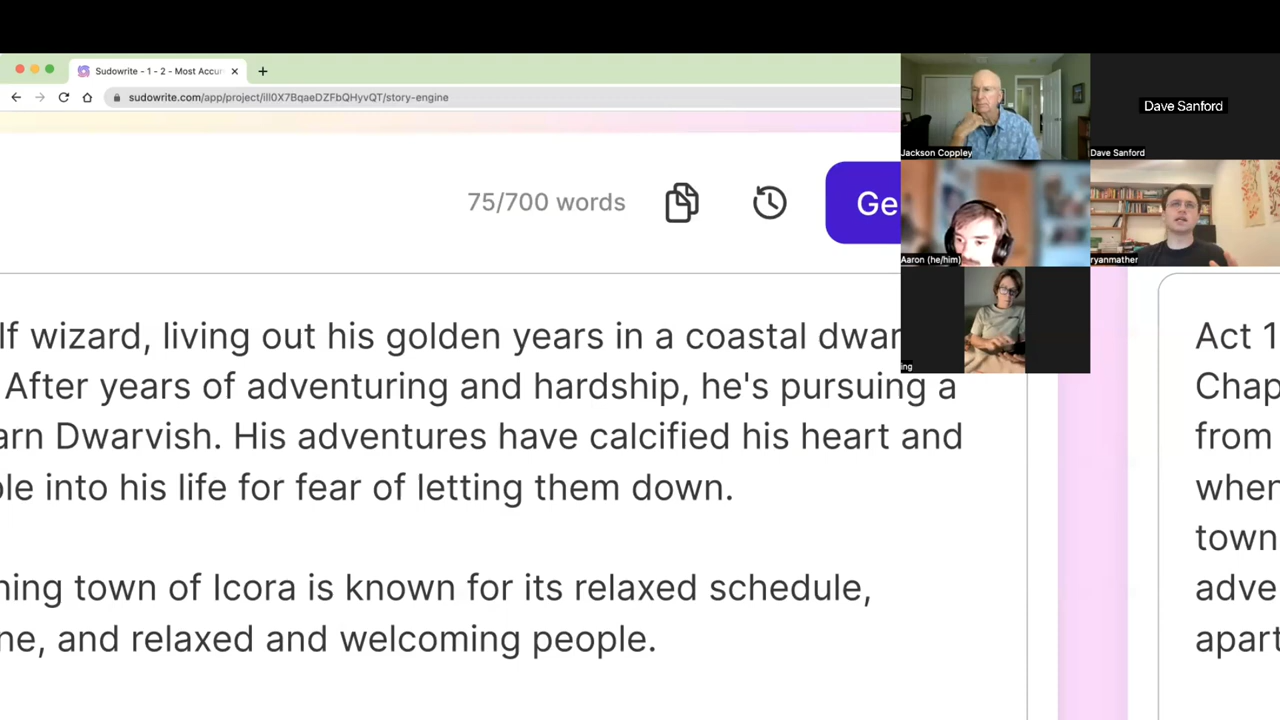 Sudowrite - 1 - 2 - Most Accur
sudowrite.com/app/project/ill0X7BqaeDZFbQHyvQT/story-engine
75/700 words
Ge
lf wizard, living out his golden years in a coastal dwar
After years of adventuring and hardship, he's pursuing a
arn Dwarvish. His adventures have calcified his heart and
ple into his life for fear of letting them down.
ning town of Icora is known for its relaxed schedule,
ne, and relaxed and welcoming people.
Act 1
Chap
from
when
town
adve
apart
Jackson Coppley
Dave Sanford
Dave Sanford
Aaron (he/him)
ryanmather
ing